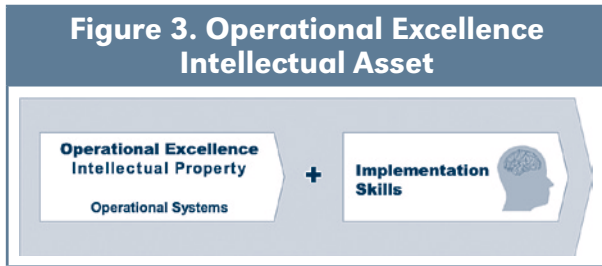 Figure 3. Operational Excellence
Intellectual Asset
Operational Excellence
Intellectual Property
Operational Systems
+
Implementation
Skills